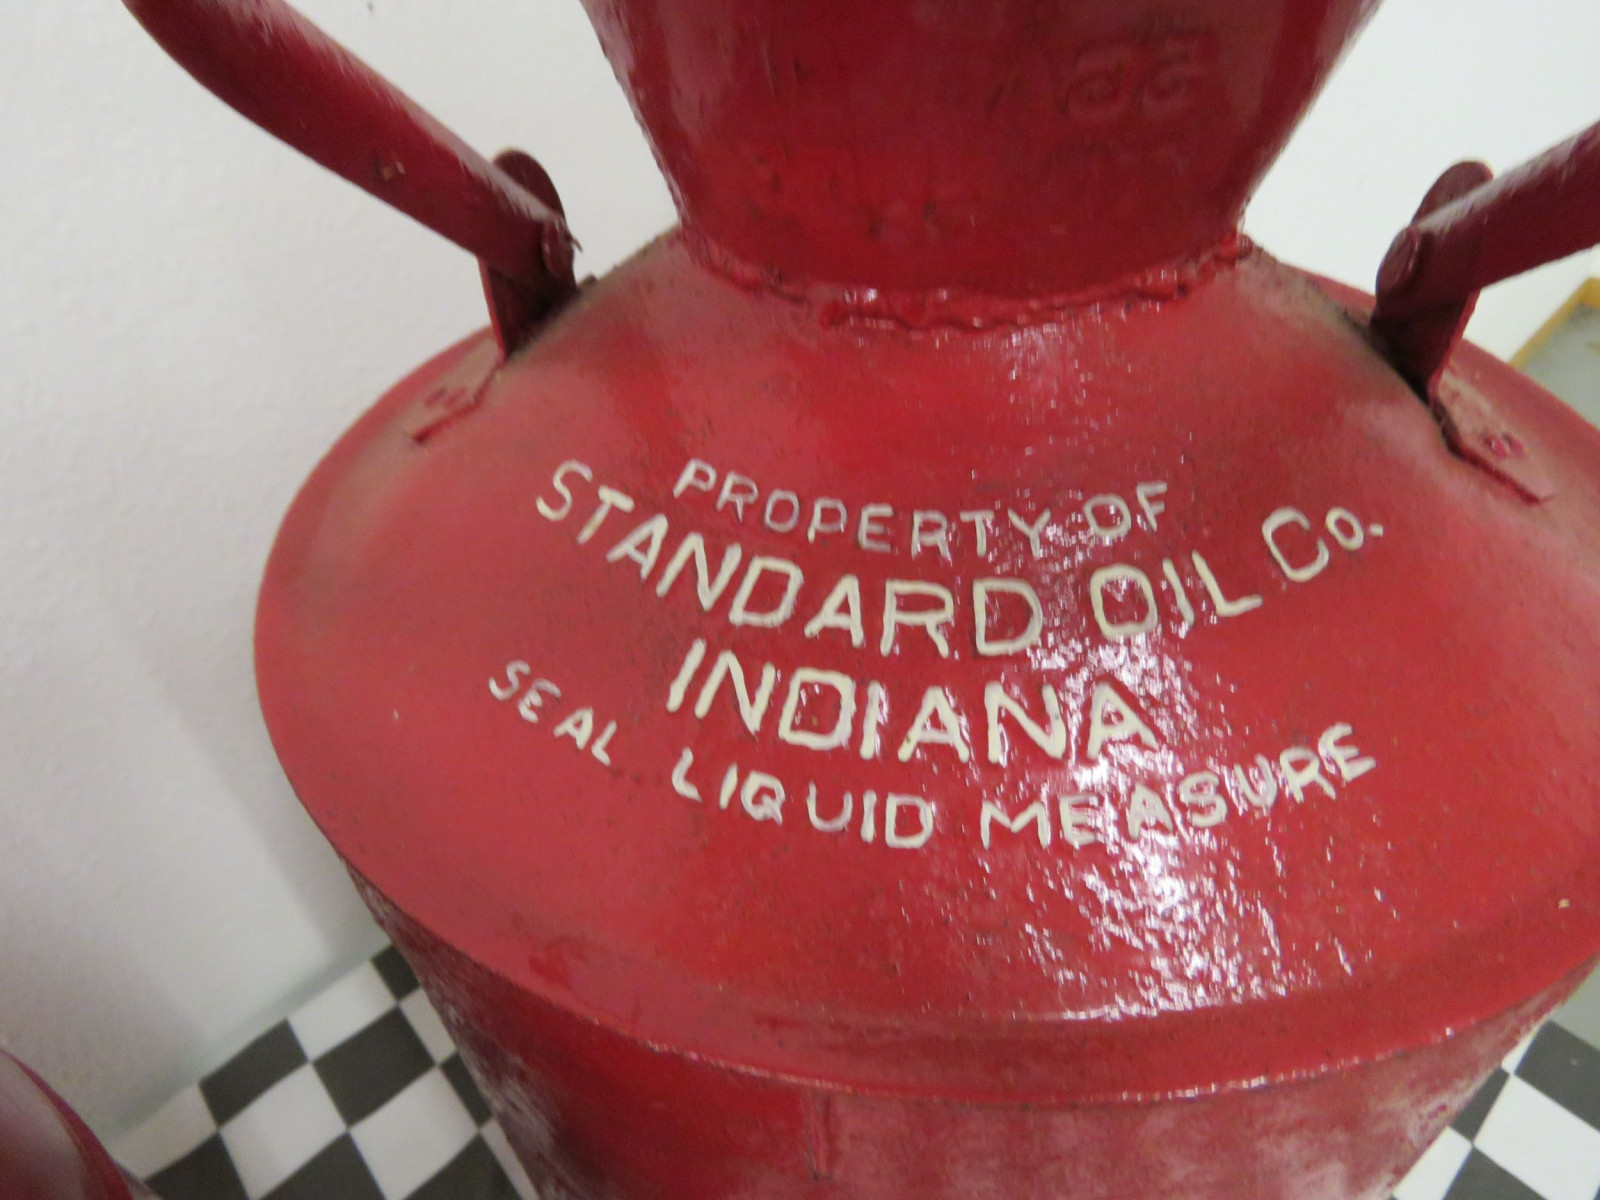 PROPERTY OF
STANDARD OIL Co.
INDIANA
SEAL LIQUID MEASURE